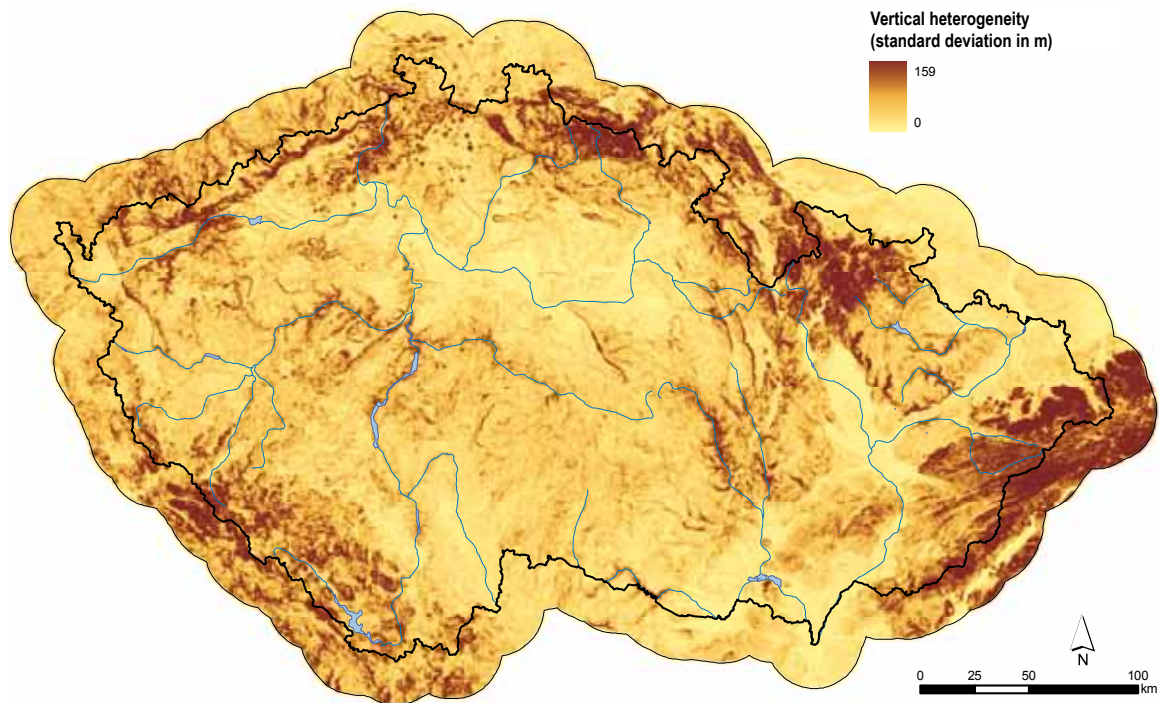 Vertical heterogeneity
(standard deviation in m)
159
0
N
0 25 50 100
km